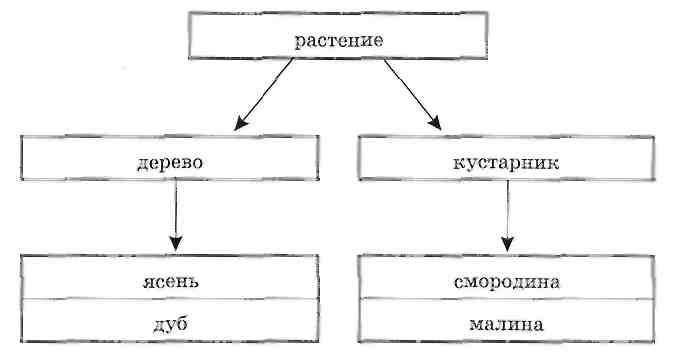 растение
дерево
кустарник
ясень
дуб
смородина
малина